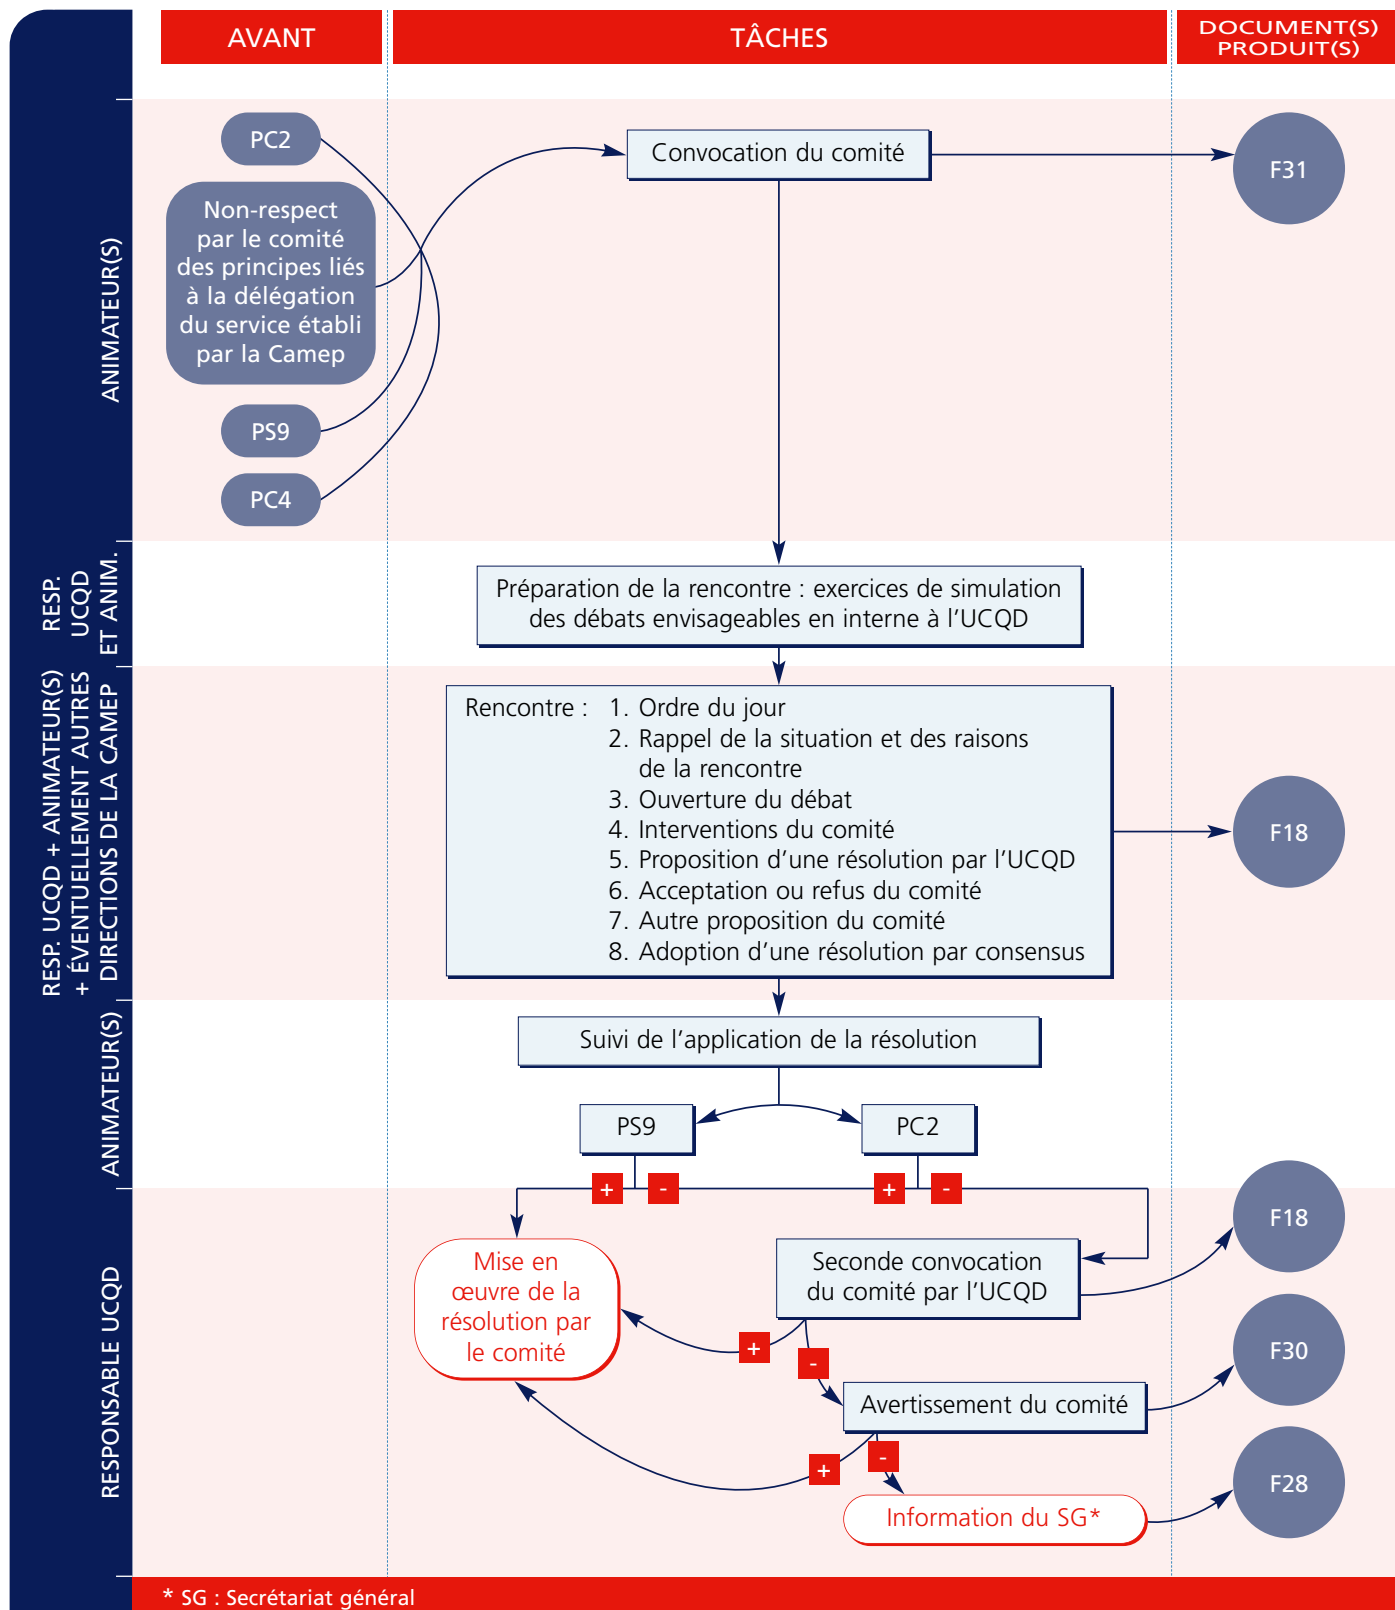 AVANT
TÂCHES
DOCUMENT(S)
PRODUIT(S)
ANIMATEUR(S)
PC2
Non-respect
par le comité
des principes liés
à la délégation
du service établi
par la Camep
PS9
PC4
Convocation du comité
F31
RESP.
UCQD
ET ANIM.
Préparation de la rencontre : exercices de simulation
des débats envisageables en interne à l'UCQD
RESP. UCQD + ANIMATEUR(S)
+ ÉVENTUELLEMENT AUTRES
DIRECTIONS DE LA CAMEP
Rencontre : 1. Ordre du jour
2. Rappel de la situation et des raisons
de la rencontre
3. Ouverture du débat
4. Interventions du comité
5. Proposition d'une résolution par l'UCQD
6. Acceptation ou refus du comité
7. Autre proposition du comité
8. Adoption d'une résolution par consensus
F18
ANIMATEUR(S)
Suivi de l'application de la résolution
PS9
PC2
+ - + -
RESPONSABLE UCQD
Mise en
œuvre de la
résolution par
le comité
Seconde convocation
du comité par l'UCQD
F18
+
-
Avertissement du comité
F30
+
-
Information du SG*
F28
* SG : Secrétariat général